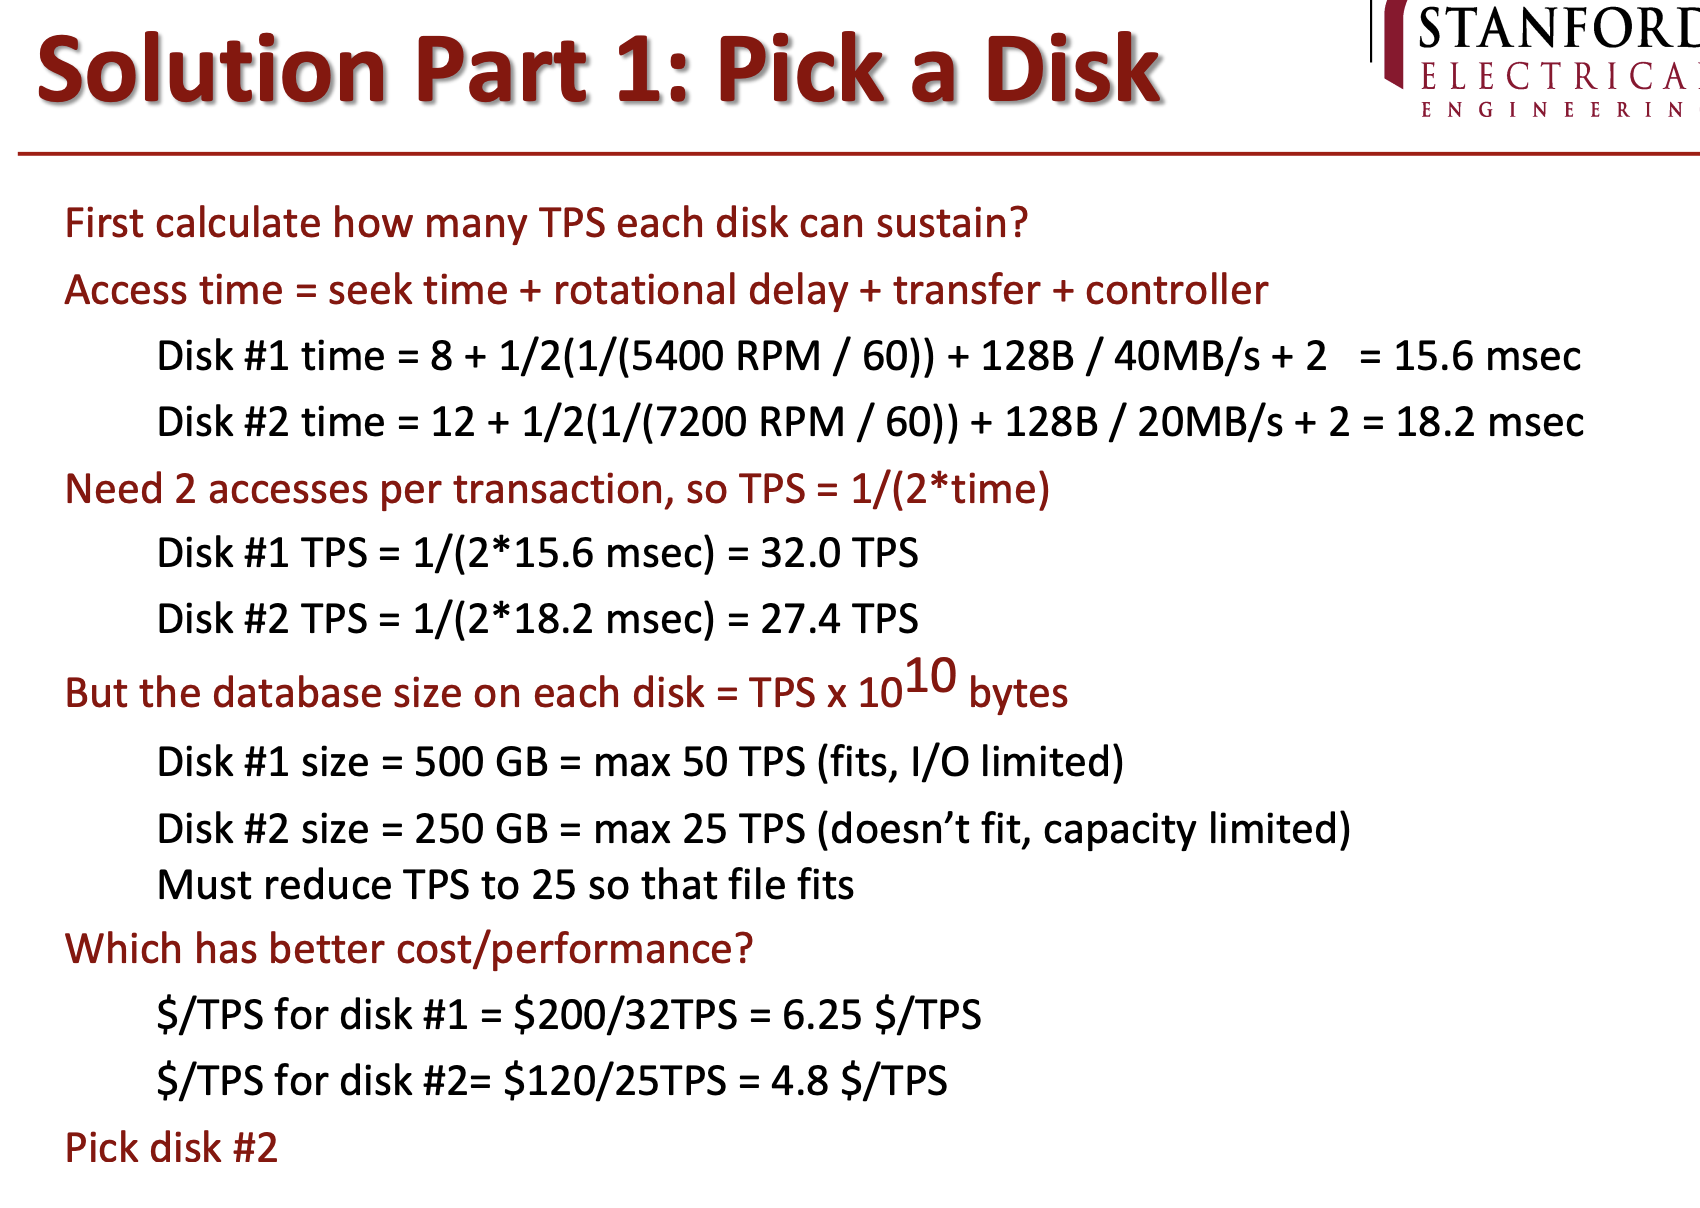 Solution Part 1: Pick a Disk
STANFORD
ELECTRICA
ENGINEERIN
First calculate how many TPS each disk can sustain?
Access time = seek time + rotational delay + transfer + controller
Disk #1 time = 8 + 1/2(1/(5400 RPM / 60)) + 128B / 40MB/s + 2 = 15.6 msec
Disk #2 time = 12 + 1/2(1/(7200 RPM / 60)) + 128B / 20MB/s + 2 = 18.2 msec
Need 2 accesses per transaction, so TPS = 1/(2*time)
Disk #1 TPS = 1/(2*15.6 msec) = 32.0 TPS
Disk #2 TPS = 1/(2*18.2 msec) = 27.4 TPS
But the database size on each disk = TPS x 10^10 bytes
Disk #1 size = 500 GB = max 50 TPS (fits, I/O limited)
Disk #2 size = 250 GB = max 25 TPS (doesn’t fit, capacity limited)
Must reduce TPS to 25 so that file fits
Which has better cost/performance?
$/TPS for disk #1 = $200/32TPS = 6.25 $/TPS
$/TPS for disk #2= $120/25TPS = 4.8 $/TPS
Pick disk #2